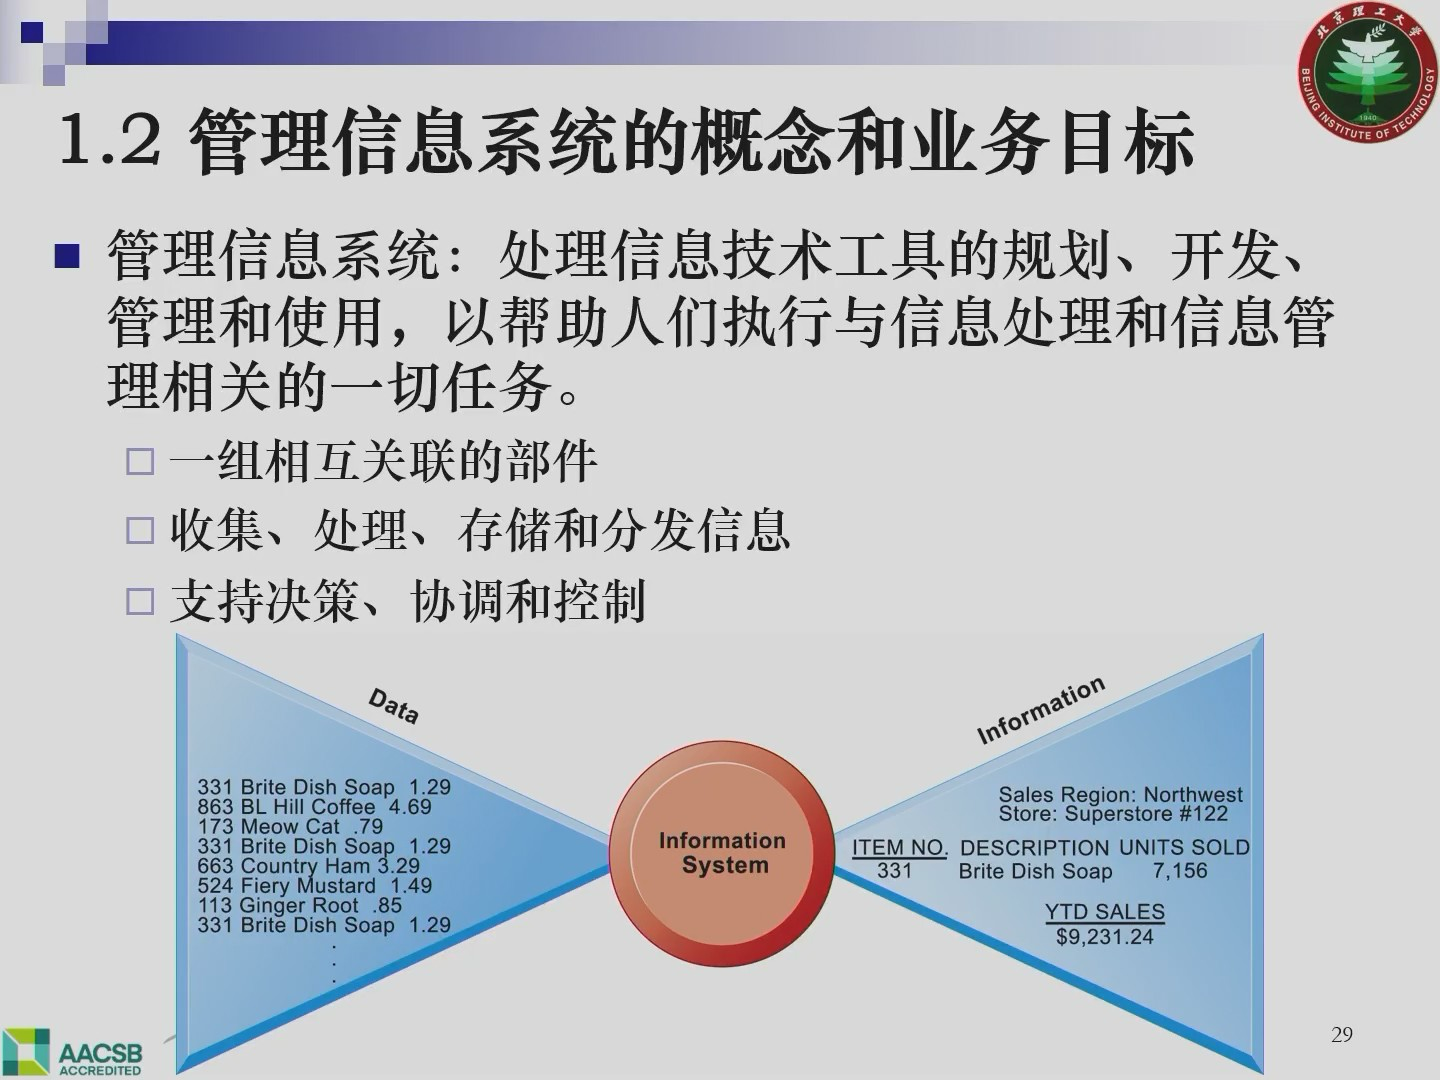 北京理工大学
BEIJING INSTITUTE OF TECHNOLOGY
1940
1.2 管理信息系统的概念和业务目标
管理信息系统：处理信息技术工具的规划、开发、
管理和使用，以帮助人们执行与信息处理和信息管
理相关的一切任务。
一组相互关联的部件
收集、处理、存储和分发信息
支持决策、协调和控制
Data
331 Brite Dish Soap 1.29
863 BL Hill Coffee 4.69
173 Meow Cat .79
331 Brite Dish Soap 1.29
663 Country Ham 3.29
524 Fiery Mustard 1.49
113 Ginger Root .85
331 Brite Dish Soap 1.29
.
.
.
Information
System
Information
Sales Region: Northwest
Store: Superstore #122
ITEM NO. DESCRIPTION UNITS SOLD
331 Brite Dish Soap 7,156
YTD SALES
$9,231.24
AACSB
ACCREDITED
29